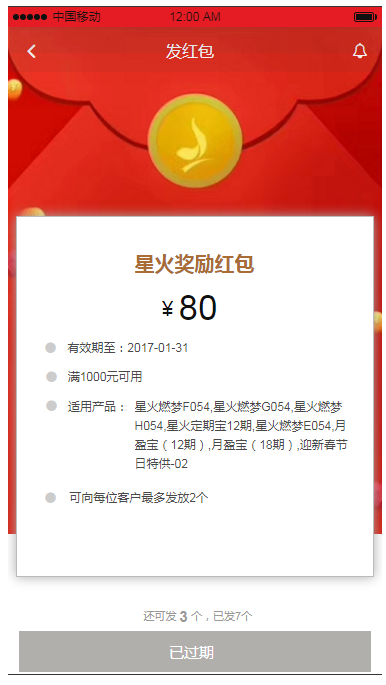 中国移动 12:00 AM
发红包
星火奖励红包
¥ 80
有效期至：2017-01-31
满1000元可用
适用产品： 星火燃梦F054,星火燃梦G054,星火燃梦
H054,星火定期宝12期,星火燃梦E054,月
盈宝（12期）,月盈宝（18期）,迎新春节
日特供-02
可向每位客户最多发放2个
还可发 3 个，已发7个
已过期